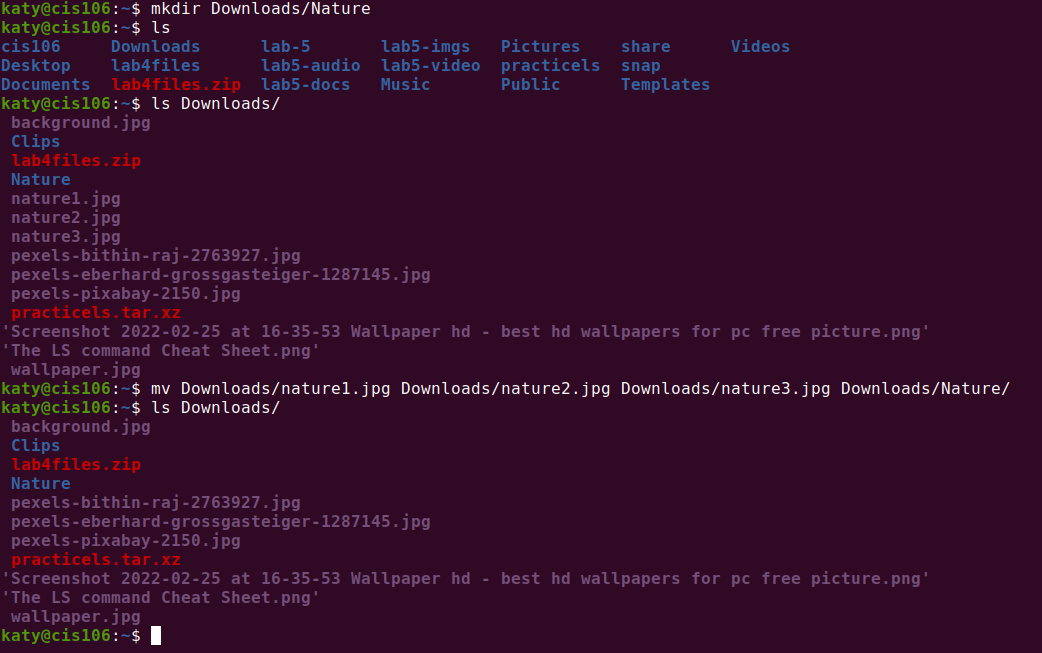 katy@cis106:~$ mkdir Downloads/Nature
katy@cis106:~$ ls
cis106     Downloads      lab-5       lab5-imgs   Pictures    share      Videos
Desktop    lab4files      lab5-audio  lab5-video  practicels  snap
Documents  lab4files.zip  lab5-docs   Music       Public      Templates
katy@cis106:~$ ls Downloads/
 background.jpg
 Clips
 lab4files.zip
 Nature
 nature1.jpg
 nature2.jpg
 nature3.jpg
 pexels-bithin-raj-2763927.jpg
 pexels-eberhard-grossgasteiger-1287145.jpg
 pexels-pixabay-2150.jpg
 practicels.tar.xz
'Screenshot 2022-02-25 at 16-35-53 Wallpaper hd - best hd wallpapers for pc free picture.png'
'The LS command Cheat Sheet.png'
 wallpaper.jpg
katy@cis106:~$ mv Downloads/nature1.jpg Downloads/nature2.jpg Downloads/nature3.jpg Downloads/Nature/
katy@cis106:~$ ls Downloads/
 background.jpg
 Clips
 lab4files.zip
 Nature
 pexels-bithin-raj-2763927.jpg
 pexels-eberhard-grossgasteiger-1287145.jpg
 pexels-pixabay-2150.jpg
 practicels.tar.xz
'Screenshot 2022-02-25 at 16-35-53 Wallpaper hd - best hd wallpapers for pc free picture.png'
'The LS command Cheat Sheet.png'
 wallpaper.jpg
katy@cis106:~$